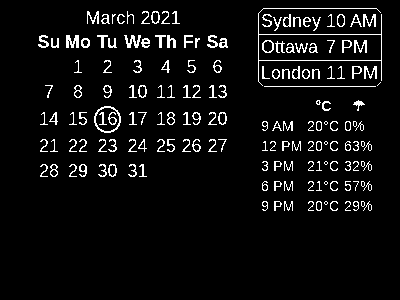 March 2021
Su Mo Tu We Th Fr Sa
1 2 3 4 5 6
7 8 9 10 11 12 13
14 15 16 17 18 19 20
21 22 23 24 25 26 27
28 29 30 31
Sydney 10 AM
Ottawa 7 PM
London 11 PM
°C ☂
9 AM 20°C 0%
12 PM 20°C 63%
3 PM 21°C 32%
6 PM 21°C 57%
9 PM 20°C 29%